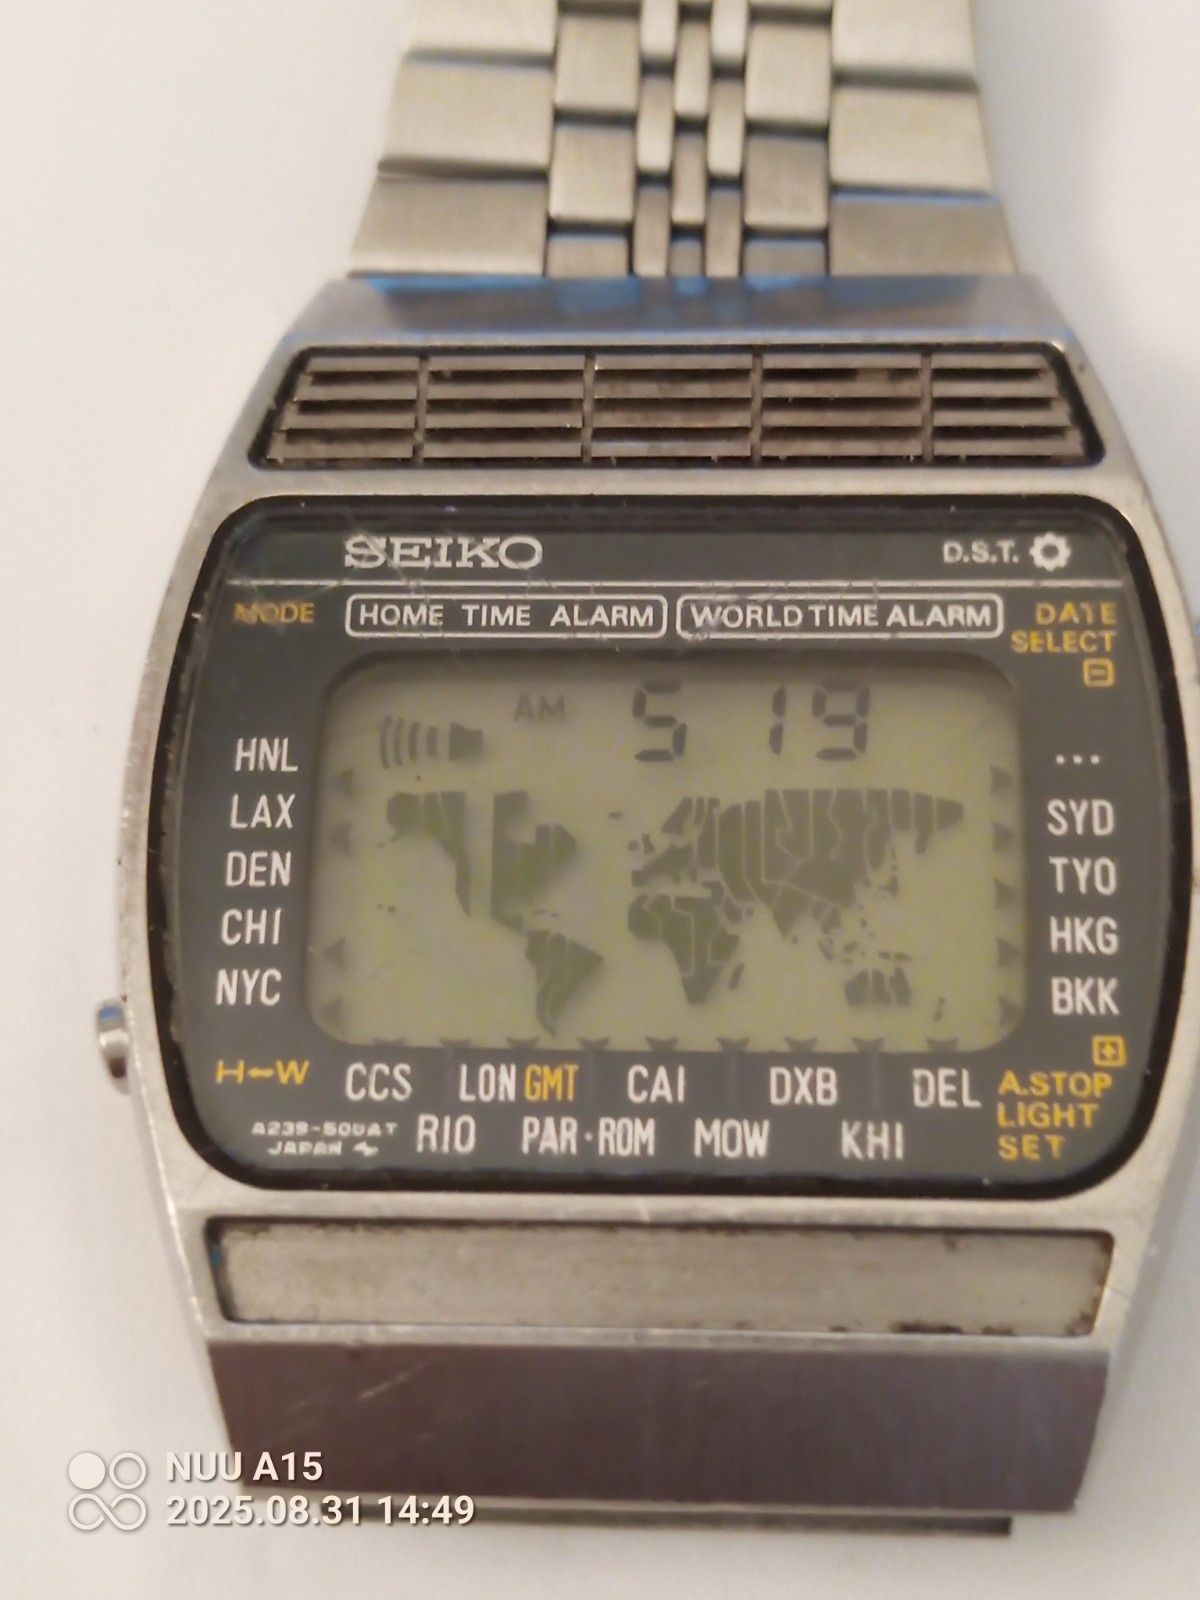 SEIKO D.S.T.
MODE HOME TIME ALARM WORLD TIME ALARM DATE
SELECT
AM 5 19
HNL ...
LAX SYD
DEN TYO
CHI HKG
NYC BKK
H↔W CCS LON GMT CAI DXB DEL A.STOP
RIO PAR·ROM MOW KHI LIGHT
JAPAN SET
NUU A15
2025.08.31 14:49